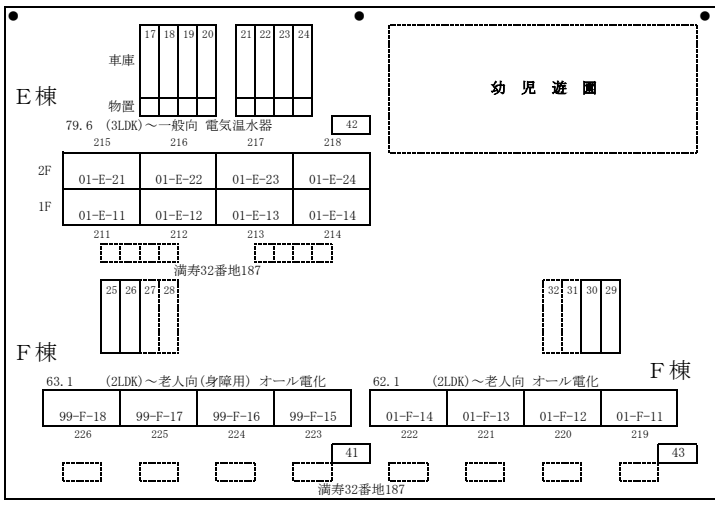 17 18 19 20 21 22 23 24
車庫
幼 児 遊 園
E棟
物置
79.6 (3LDK)～一般向 電気温水器 42
215 216 217 218
2F 01-E-21 01-E-22 01-E-23 01-E-24
1F 01-E-11 01-E-12 01-E-13 01-E-14
211 212 213 214
満寿32番地187
25 26 27 28 32 31 30 29
F棟 F棟
63.1 (2LDK)～老人向(身障用) オール電化 62.1 (2LDK)～老人向 オール電化
99-F-18 99-F-17 99-F-16 99-F-15 01-F-14 01-F-13 01-F-12 01-F-11
226 225 224 223 222 221 220 219
41 43
満寿32番地187